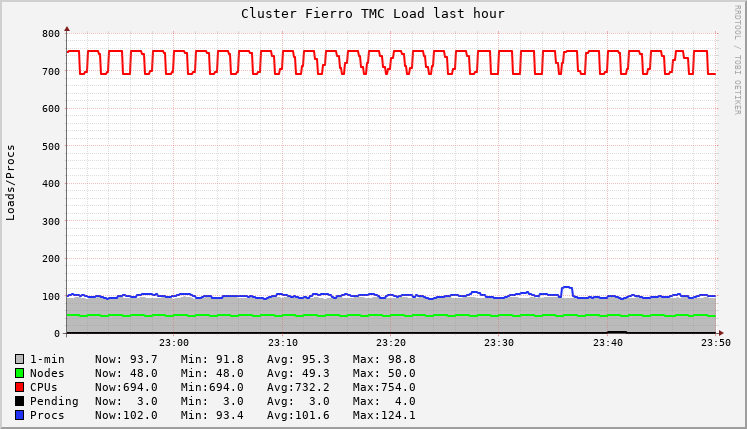 Cluster Fierro TMC Load last hour
RRDTOOL / TOBI OETIKER
Loads/Procs
800
700
600
500
400
300
200
100
0
23:00 23:10 23:20 23:30 23:40 23:50
1-min Now: 93.7 Min: 91.8 Avg: 95.3 Max: 98.8
Nodes Now: 48.0 Min: 48.0 Avg: 49.3 Max: 50.0
CPUs Now:694.0 Min:694.0 Avg:732.2 Max:754.0
Pending Now: 3.0 Min: 3.0 Avg: 3.0 Max: 4.0
Procs Now:102.0 Min: 93.4 Avg:101.6 Max:124.1